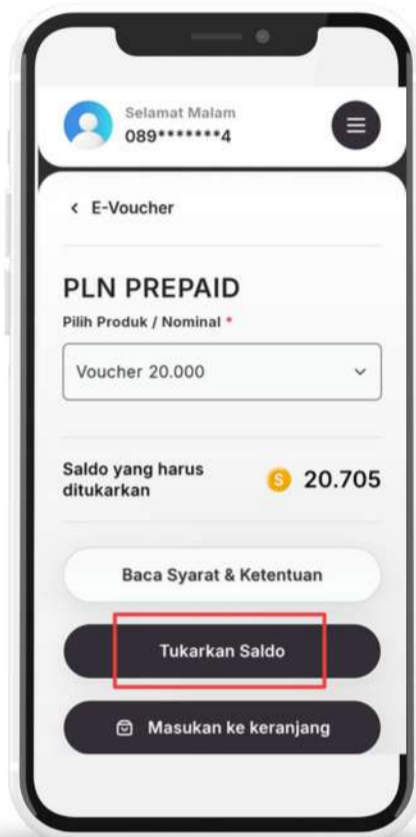 Selamat Malam
089*******4
E-Voucher
PLN PREPAID
Pilih Produk / Nominal *
Voucher 20.000
Saldo yang harus
ditukarkan
S 20.705
Baca Syarat & Ketentuan
Tukarkan Saldo
Masukan ke keranjang